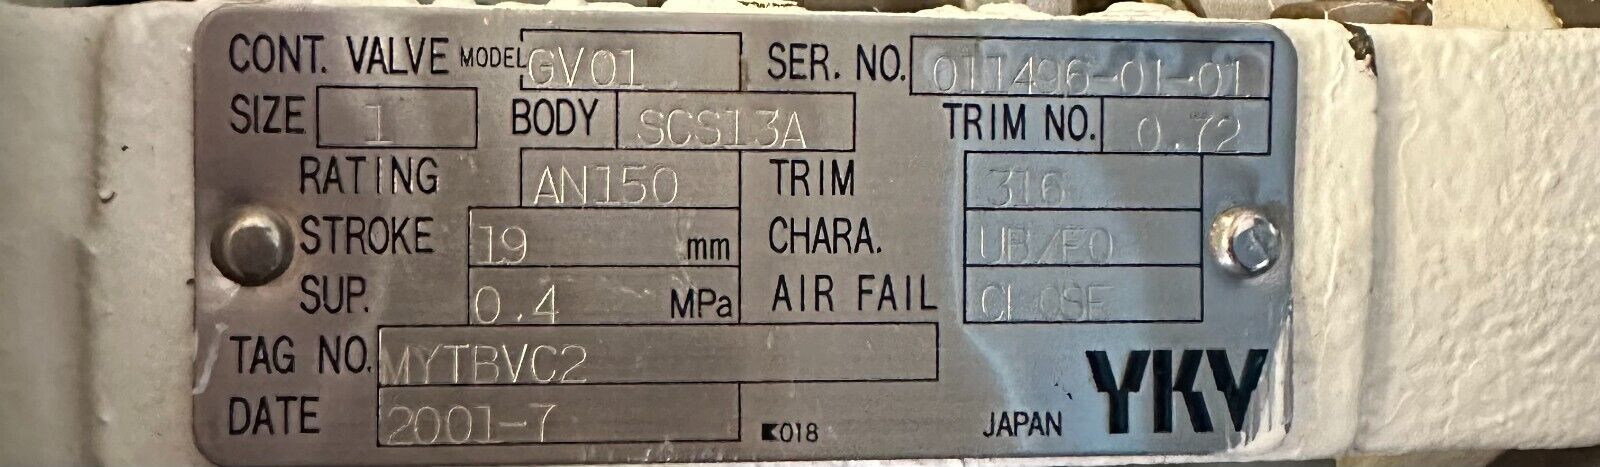 CONT. VALVE MODEL GV01 SER. NO. 011496-01-01
SIZE 1 BODY SCS13A TRIM NO. 0.72
RATING AN150 TRIM 316
STROKE 19 mm CHARA. UB/EQ
SUP. 0.4 MPa AIR FAIL CLOSE
TAG NO. MYTBVC2
DATE 2001-7
K018 JAPAN YKV